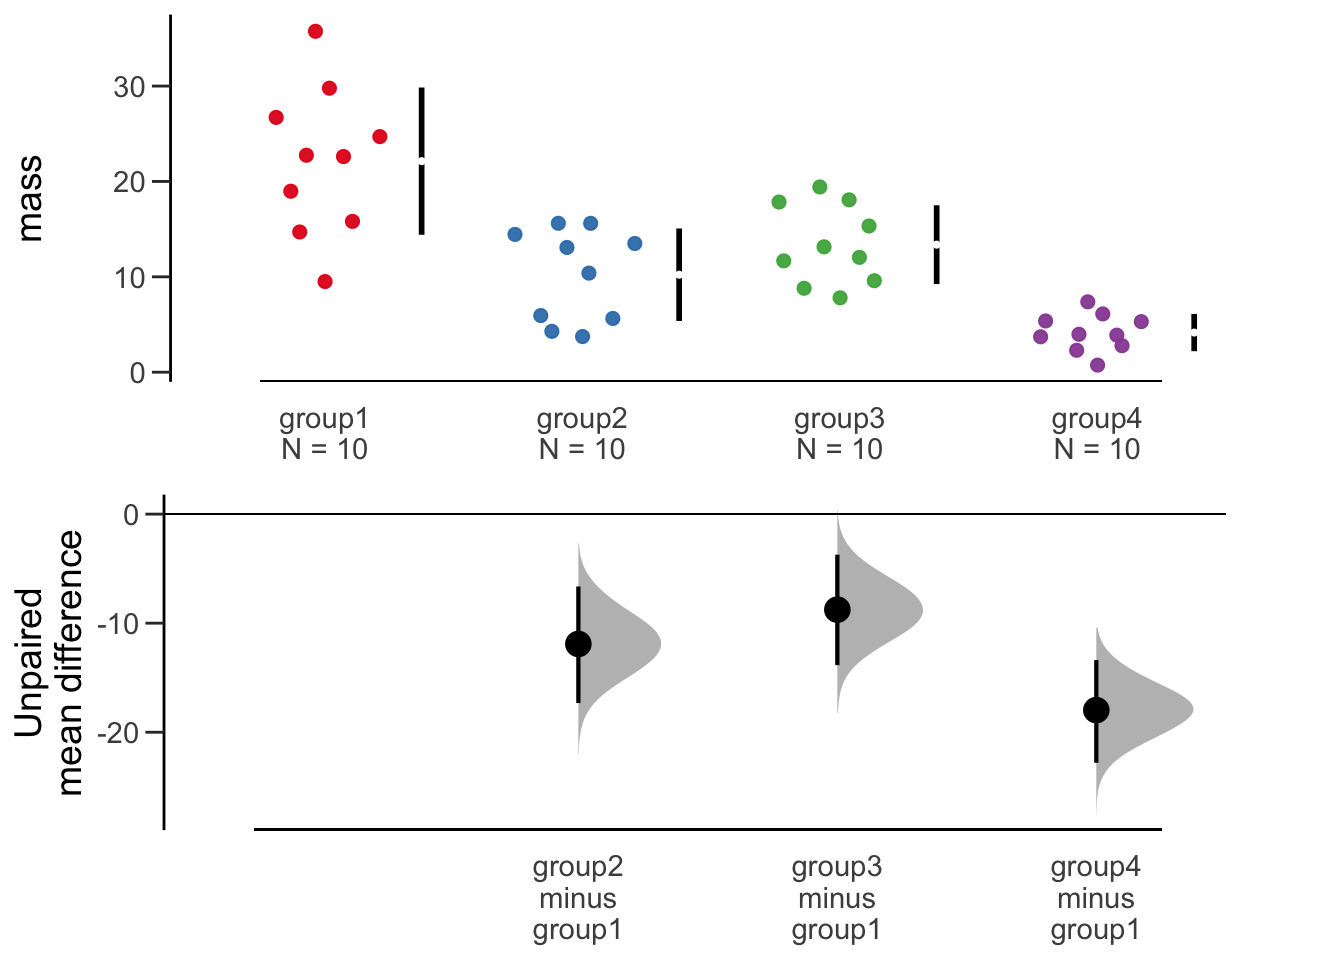 mass
30
20
10
0
group1
N = 10
group2
N = 10
group3
N = 10
group4
N = 10
Unpaired
mean difference
0
-10
-20
group2
minus
group1
group3
minus
group1
group4
minus
group1